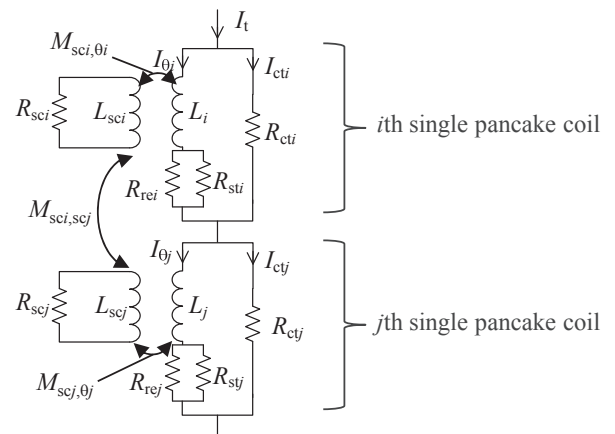 I_t
M_sci,θi
I_θi
I_cti
R_sci
L_sci
L_i
R_cti
ith single pancake coil
R_rei
R_sti
M_sci,scj
I_θj
I_ctj
R_scj
L_scj
L_j
R_ctj
jth single pancake coil
M_scj,θj
R_rej
R_stj